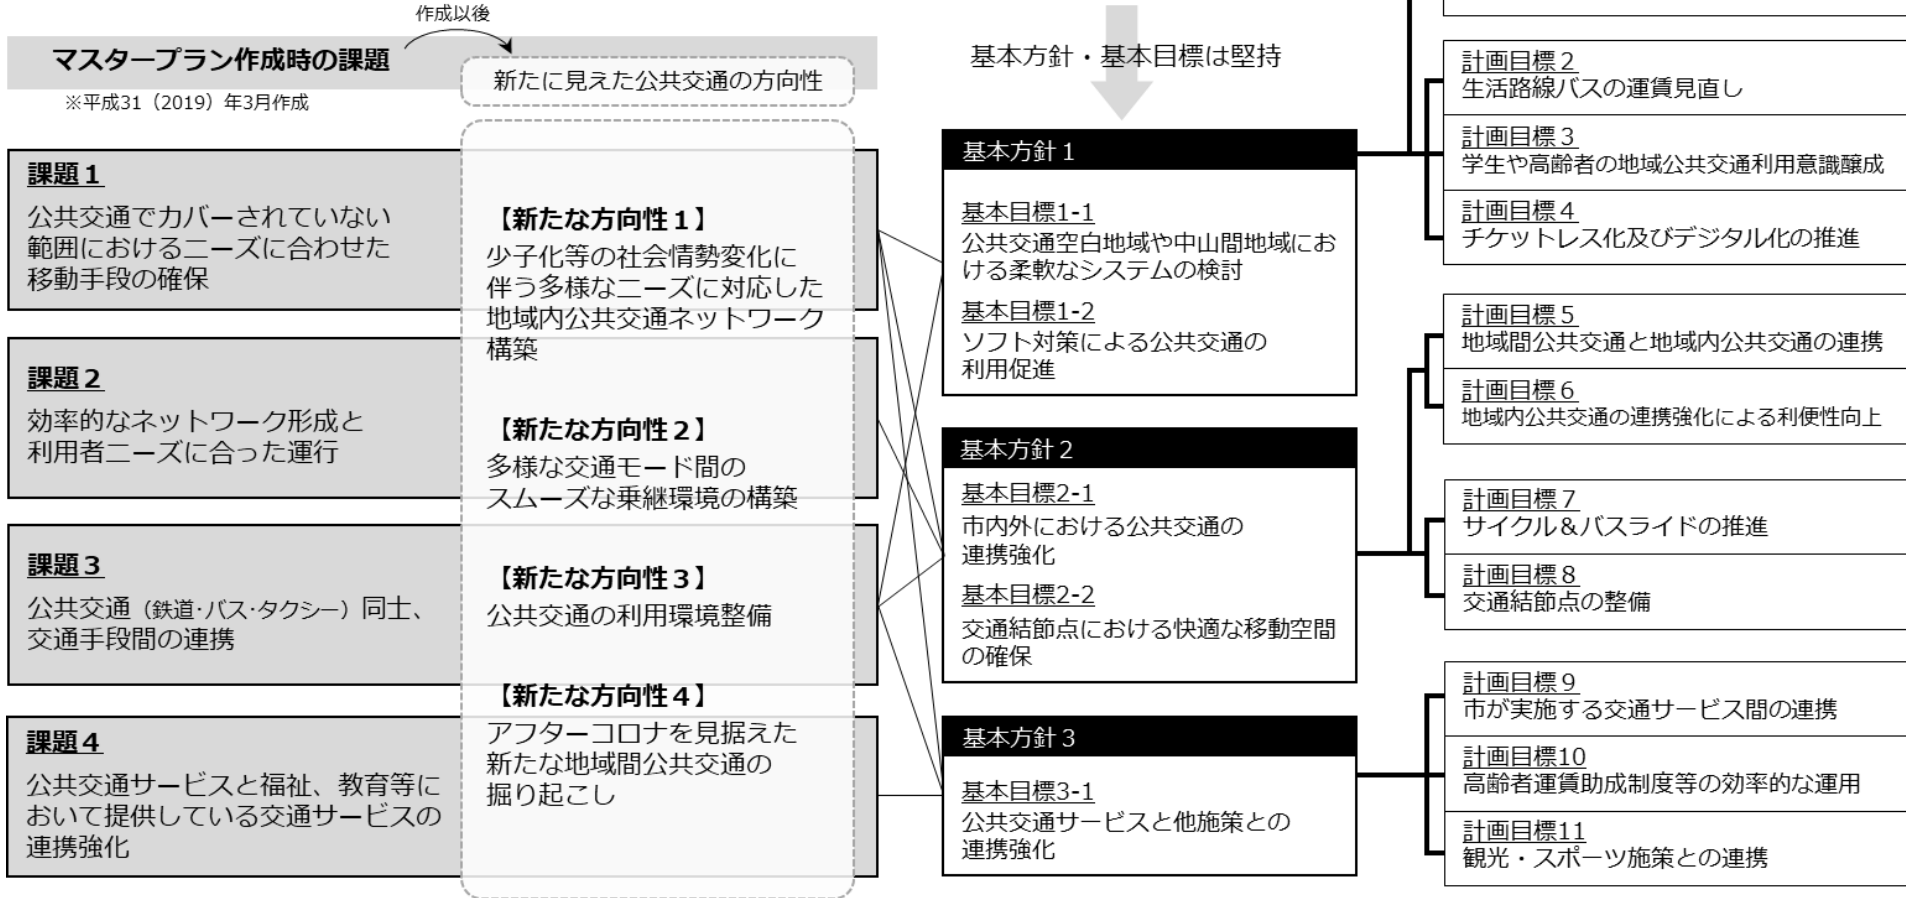 作成以後
マスタープラン作成時の課題
新たに見えた公共交通の方向性
※平成31（2019）年3月作成
課題１
公共交通でカバーされていない
範囲におけるニーズに合わせた
移動手段の確保
課題２
効率的なネットワーク形成と
利用者ニーズに合った運行
課題３
公共交通（鉄道･バス･タクシー）同士、
交通手段間の連携
課題４
公共交通サービスと福祉、教育等に
おいて提供している交通サービスの
連携強化
【新たな方向性１】
少子化等の社会情勢変化に
伴う多様なニーズに対応した
地域内公共交通ネットワーク
構築
【新たな方向性２】
多様な交通モード間の
スムーズな乗継環境の構築
【新たな方向性３】
公共交通の利用環境整備
【新たな方向性４】
アフターコロナを見据えた
新たな地域間公共交通の
掘り起こし
基本方針・基本目標は堅持
基本方針１
基本目標1-1
公共交通空白地域や中山間地域にお
ける柔軟なシステムの検討
基本目標1-2
ソフト対策による公共交通の
利用促進
基本方針２
基本目標2-1
市内外における公共交通の
連携強化
基本目標2-2
交通結節点における快適な移動空間
の確保
基本方針３
基本目標3-1
公共交通サービスと他施策との
連携強化
計画目標２
生活路線バスの運賃見直し
計画目標３
学生や高齢者の地域公共交通利用意識醸成
計画目標４
チケットレス化及びデジタル化の推進
計画目標５
地域間公共交通と地域内公共交通の連携
計画目標６
地域内公共交通の連携強化による利便性向上
計画目標７
サイクル＆バスライドの推進
計画目標８
交通結節点の整備
計画目標９
市が実施する交通サービス間の連携
計画目標10
高齢者運賃助成制度等の効率的な運用
計画目標11
観光・スポーツ施策との連携